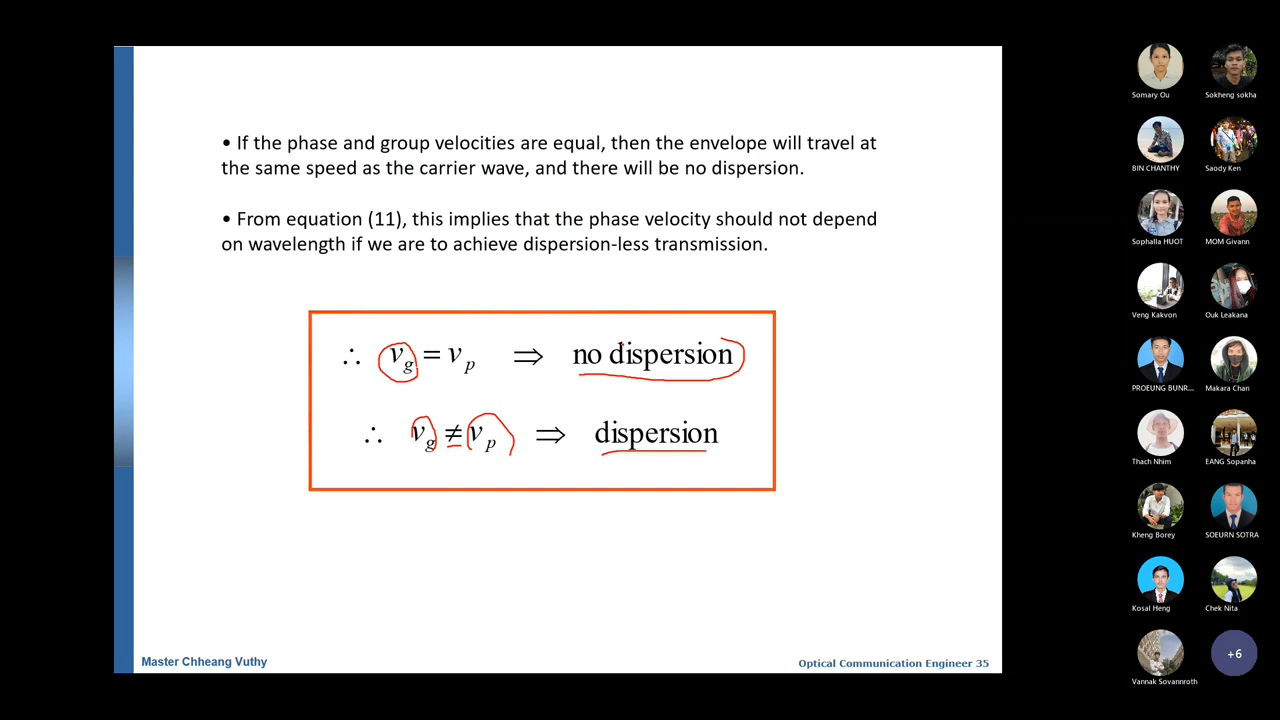 • If the phase and group velocities are equal, then the envelope will travel at
the same speed as the carrier wave, and there will be no dispersion.
• From equation (11), this implies that the phase velocity should not depend
on wavelength if we are to achieve dispersion-less transmission.
∴ v_g = v_p ⇒ no dispersion
∴ v_g ≠ v_p ⇒ dispersion
Master Chheang Vuthy
Optical Communication Engineer 35
Somary Ou
Sokheng sokha
BIN CHANTHY
Saody Ken
Sophalla HUOT
MOM Givann
Veng Kakvon
Ouk Leakana
PROEUNG BUNR...
Makara Chan
Thach Nhim
EANG Sopanha
Kheng Borey
SOEURN SOTRA
Kosal Heng
Chek Nita
Vannak Sovannroth
+6